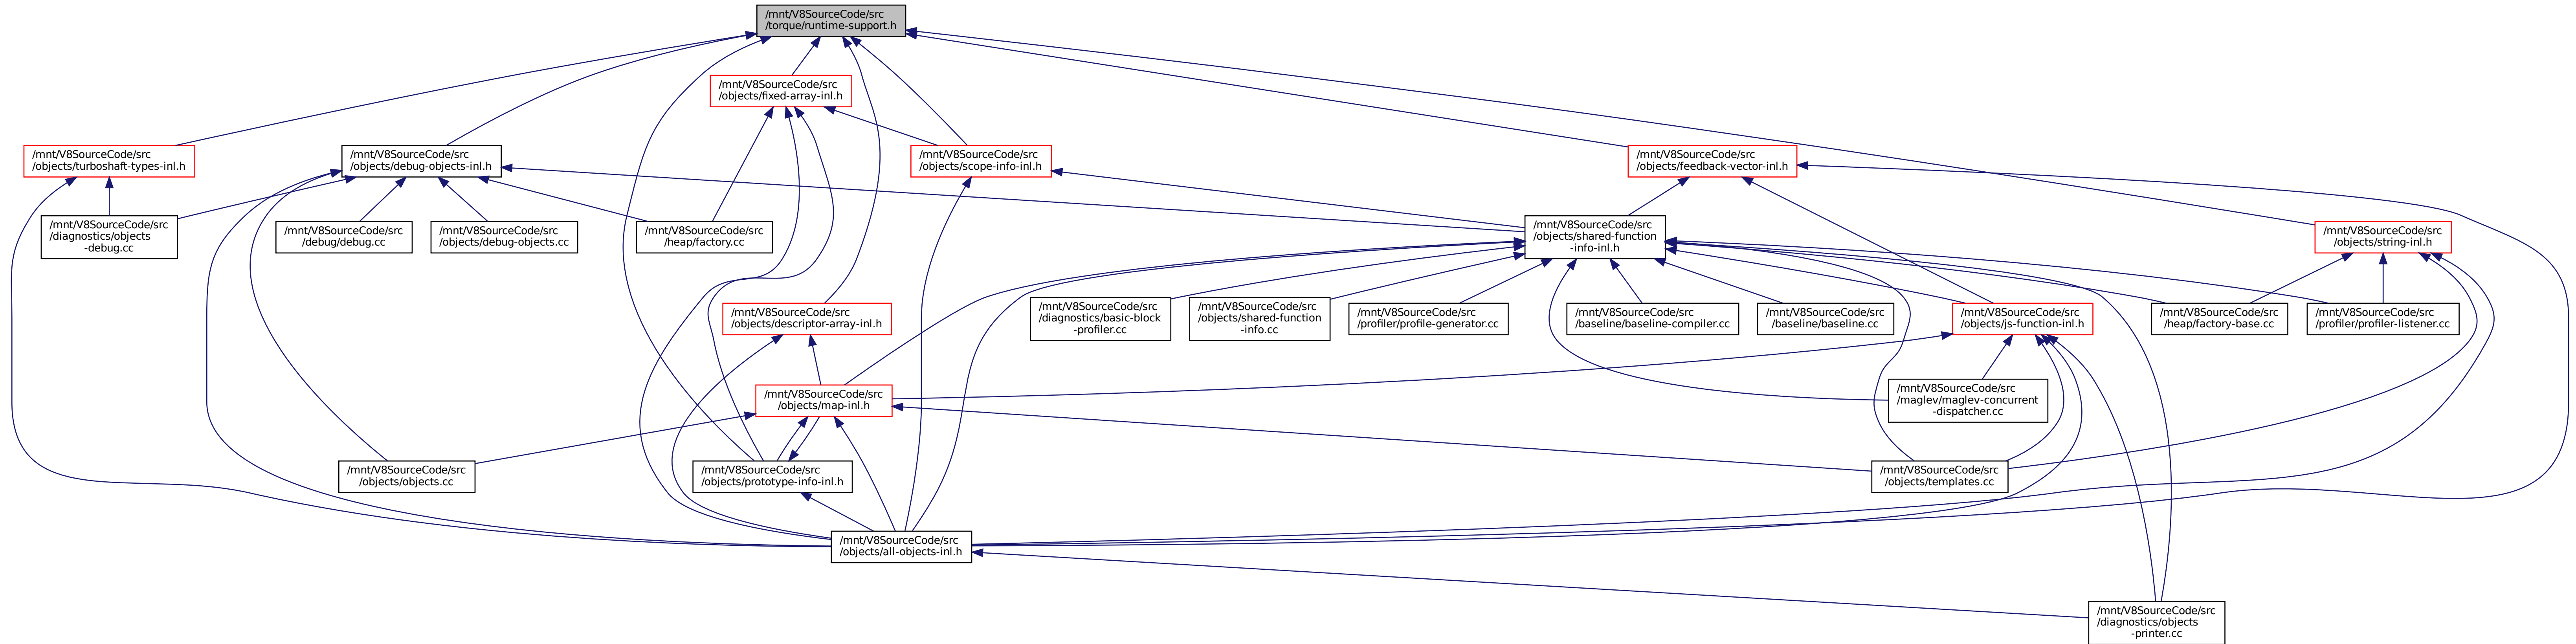 /mnt/V8SourceCode/src
/torque/runtime-support.h
/mnt/V8SourceCode/src
/objects/fixed-array-inl.h
/mnt/V8SourceCode/src
/objects/turboshaft-types-inl.h
/mnt/V8SourceCode/src
/objects/debug-objects-inl.h
/mnt/V8SourceCode/src
/objects/scope-info-inl.h
/mnt/V8SourceCode/src
/objects/feedback-vector-inl.h
/mnt/V8SourceCode/src
/diagnostics/objects
-debug.cc
/mnt/V8SourceCode/src
/debug/debug.cc
/mnt/V8SourceCode/src
/objects/debug-objects.cc
/mnt/V8SourceCode/src
/heap/factory.cc
/mnt/V8SourceCode/src
/objects/shared-function
-info-inl.h
/mnt/V8SourceCode/src
/objects/string-inl.h
/mnt/V8SourceCode/src
/objects/descriptor-array-inl.h
/mnt/V8SourceCode/src
/diagnostics/basic-block
-profiler.cc
/mnt/V8SourceCode/src
/objects/shared-function
-info.cc
/mnt/V8SourceCode/src
/profiler/profile-generator.cc
/mnt/V8SourceCode/src
/baseline/baseline-compiler.cc
/mnt/V8SourceCode/src
/baseline/baseline.cc
/mnt/V8SourceCode/src
/objects/js-function-inl.h
/mnt/V8SourceCode/src
/heap/factory-base.cc
/mnt/V8SourceCode/src
/profiler/profiler-listener.cc
/mnt/V8SourceCode/src
/objects/map-inl.h
/mnt/V8SourceCode/src
/maglev/maglev-concurrent
-dispatcher.cc
/mnt/V8SourceCode/src
/objects/objects.cc
/mnt/V8SourceCode/src
/objects/prototype-info-inl.h
/mnt/V8SourceCode/src
/objects/templates.cc
/mnt/V8SourceCode/src
/objects/all-objects-inl.h
/mnt/V8SourceCode/src
/diagnostics/objects
-printer.cc